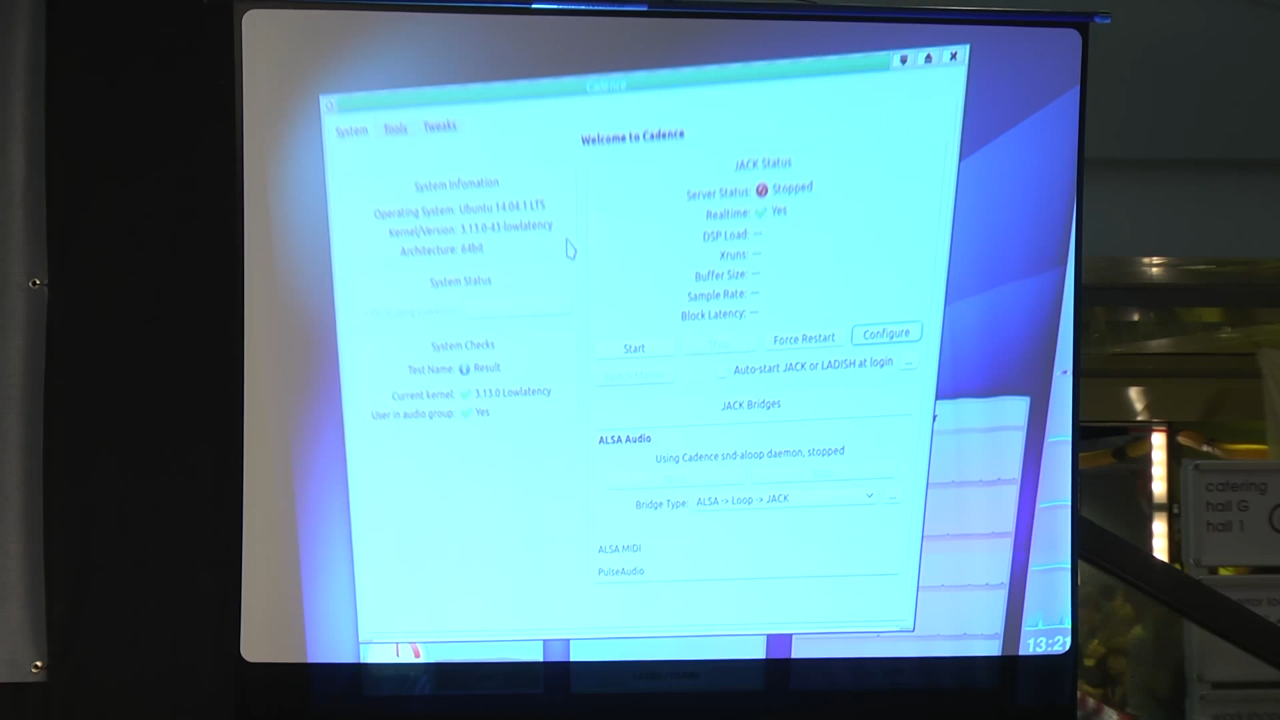 Cadence
System Tools Tweaks
Welcome to Cadence
System Infomation
Operating System: Ubuntu 14.04.1 LTS
Kernel/Version: 3.13.0-43-lowlatency
Architecture: 64bit
System Status
System Checks
Test Name: Result
Current kernel: 3.13.0 Lowlatency
User in audio group: Yes
JACK Status
Server Status: Stopped
Realtime: Yes
DSP Load: ---
Xruns: ---
Buffer Size: ---
Sample Rate: ---
Block Latency: ---
Start Force Restart Configure
Auto-start JACK or LADISH at login ...
JACK Bridges
ALSA Audio
Using Cadence snd-aloop daemon, stopped
Bridge Type: ALSA -> Loop -> JACK ...
ALSA MIDI
PulseAudio
13:21
catering
hall G
hall 1